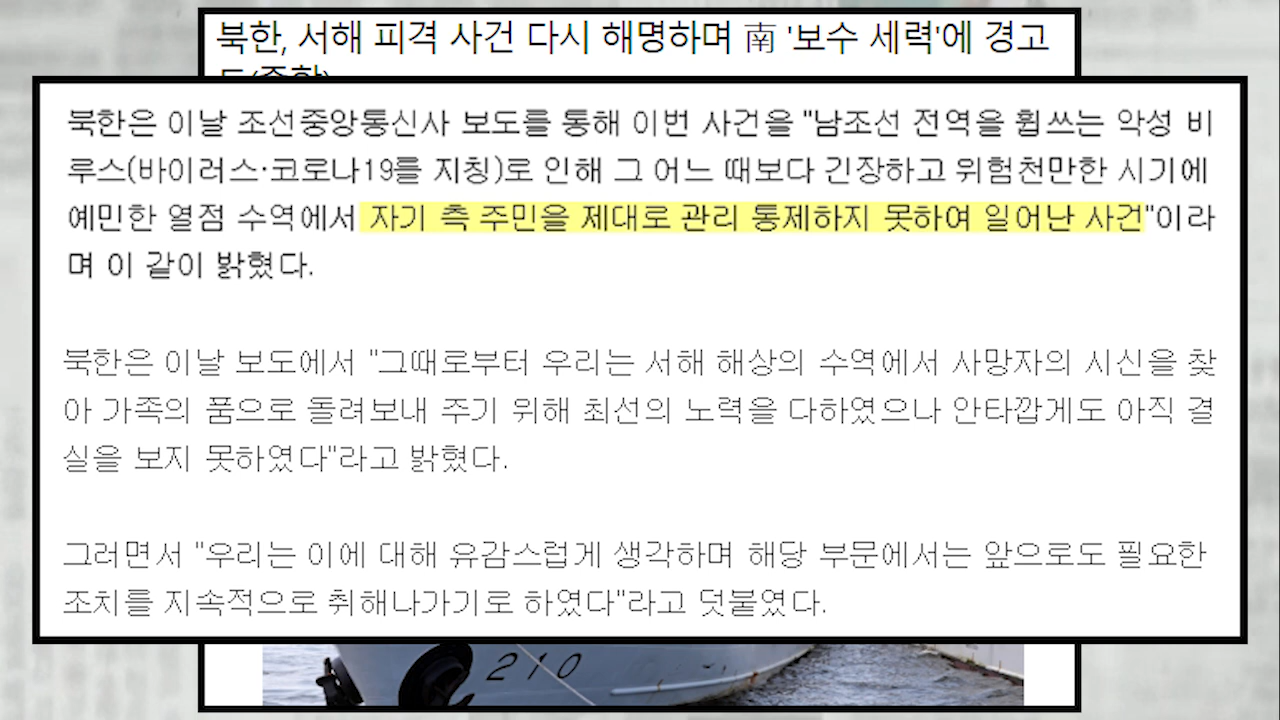 북한, 서해 피격 사건 다시 해명하며 南 '보수 세력'에 경고
북한은 이날 조선중앙통신사 보도를 통해 이번 사건을 "남조선 전역을 휩쓰는 악성 비
루스(바이러스·코로나19를 지칭)로 인해 그 어느 때보다 긴장하고 위험천만한 시기에
예민한 열점 수역에서 자기 측 주민을 제대로 관리 통제하지 못하여 일어난 사건"이라
며 이 같이 밝혔다.
북한은 이날 보도에서 "그때로부터 우리는 서해 해상의 수역에서 사망자의 시신을 찾
아 가족의 품으로 돌려보내 주기 위해 최선의 노력을 다하였으나 안타깝게도 아직 결
실을 보지 못하였다"라고 밝혔다.
그러면서 "우리는 이에 대해 유감스럽게 생각하며 해당 부문에서는 앞으로도 필요한
조치를 지속적으로 취해나가기로 하였다"라고 덧붙였다.
210